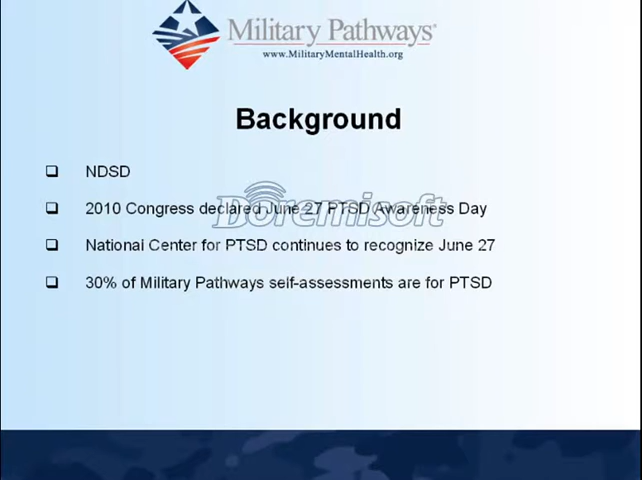 Military Pathways®
www.MilitaryMentalHealth.org
Background
NDSD
2010 Congress declared June 27 PTSD Awareness Day
Doremisoft
National Center for PTSD continues to recognize June 27
30% of Military Pathways self-assessments are for PTSD